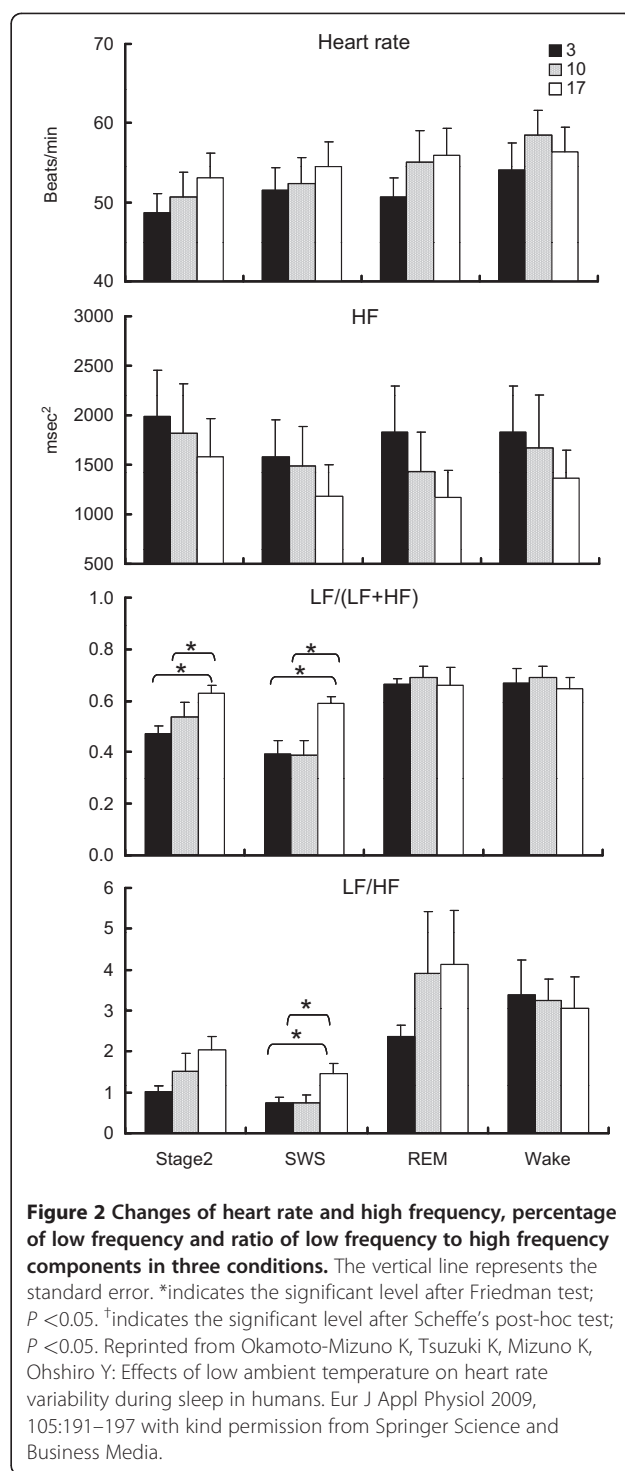 Heart rate
3
10
17
70
60
50
40
Beats/min
HF
3000
2500
2000
1500
1000
500
msec²
LF/(LF+HF)
1.0
0.8
0.6
0.4
0.2
0.0
*
*
*
*
LF/HF
6
5
4
3
2
1
0
*
*
Stage2 SWS REM Wake
Figure 2 Changes of heart rate and high frequency, percentage
of low frequency and ratio of low frequency to high frequency
components in three conditions. The vertical line represents the
standard error. *indicates the significant level after Friedman test;
P <0.05. †indicates the significant level after Scheffe's post-hoc test;
P <0.05. Reprinted from Okamoto-Mizuno K, Tsuzuki K, Mizuno K,
Ohshiro Y: Effects of low ambient temperature on heart rate
variability during sleep in humans. Eur J Appl Physiol 2009,
105:191–197 with kind permission from Springer Science and
Business Media.